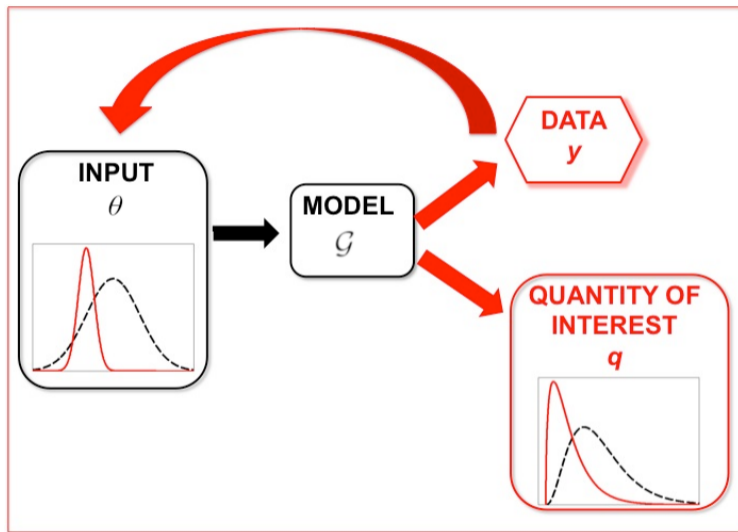 DATA
y
INPUT
θ
MODEL
𝒢
QUANTITY OF
INTEREST
q